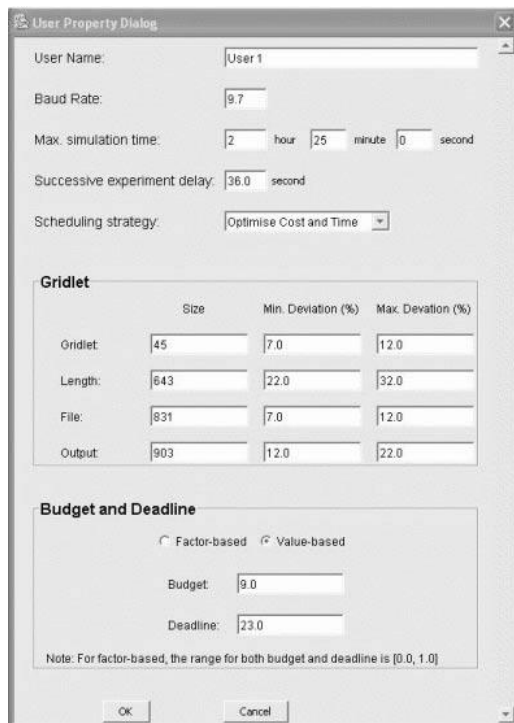 User Property Dialog
User Name: User 1
Baud Rate: 9.7
Max. simulation time: 2 hour 25 minute 0 second
Successive experiment delay: 36.0 second
Scheduling strategy: Optimise Cost and Time
Gridlet
Size Min. Deviation (%) Max. Devation (%)
Gridlet: 45 7.0 12.0
Length: 643 22.0 32.0
File: 831 7.0 12.0
Output: 903 12.0 22.0
Budget and Deadline
Factor-based Value-based
Budget: 9.0
Deadline: 23.0
Note: For factor-based, the range for both budget and deadline is [0.0, 1.0]
OK Cancel